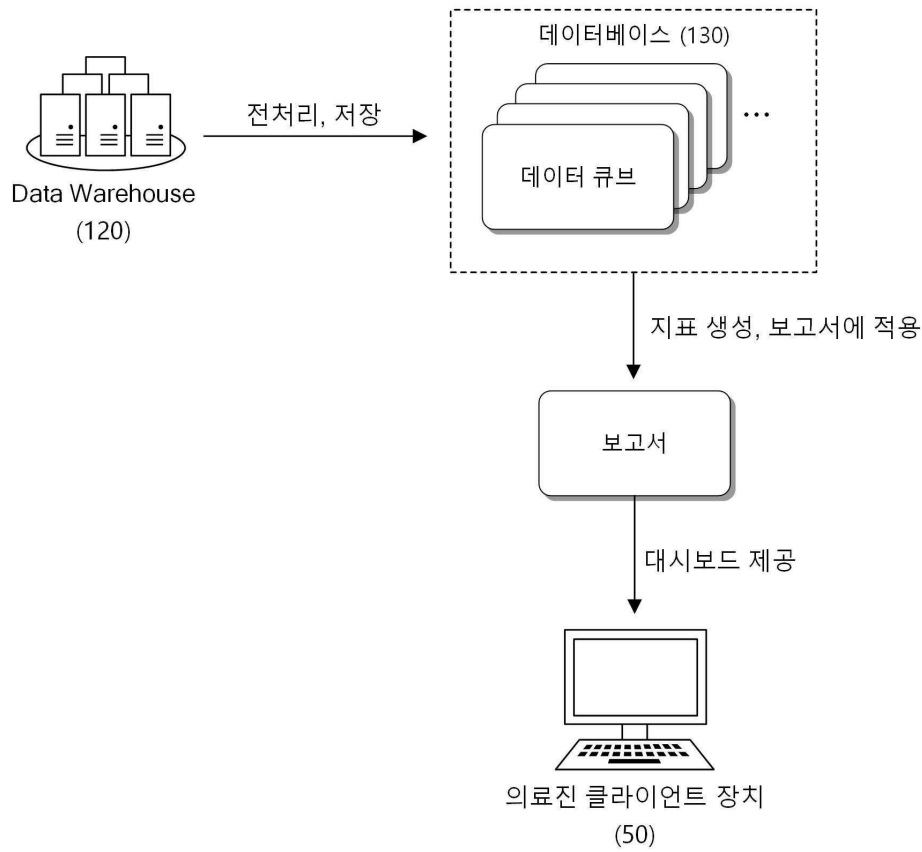 데이터베이스 (130)
전처리, 저장
...
데이터 큐브
Data Warehouse
(120)
지표 생성, 보고서에 적용
보고서
대시보드 제공
의료진 클라이언트 장치
(50)